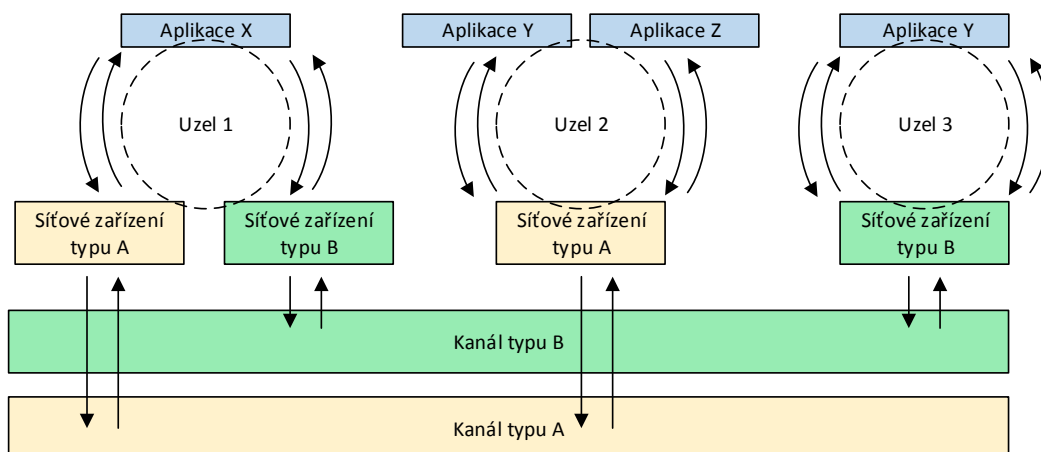 Aplikace X
Aplikace Y
Aplikace Z
Aplikace Y
Uzel 1
Uzel 2
Uzel 3
Síťové zařízení
typu A
Síťové zařízení
typu B
Síťové zařízení
typu A
Síťové zařízení
typu B
Kanál typu B
Kanál typu A